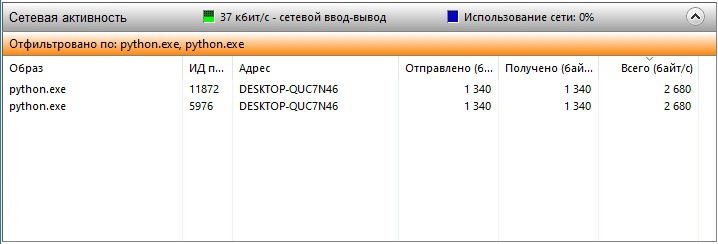 Сетевая активность 37 кбит/с - сетевой ввод-вывод Использование сети: 0%
Отфильтровано по: python.exe, python.exe
Образ ИД п... Адрес Отправлено (б... Получено (бай... Всего (байт/с)
python.exe 11872 DESKTOP-QUC7N46 1 340 1 340 2 680
python.exe 5976 DESKTOP-QUC7N46 1 340 1 340 2 680